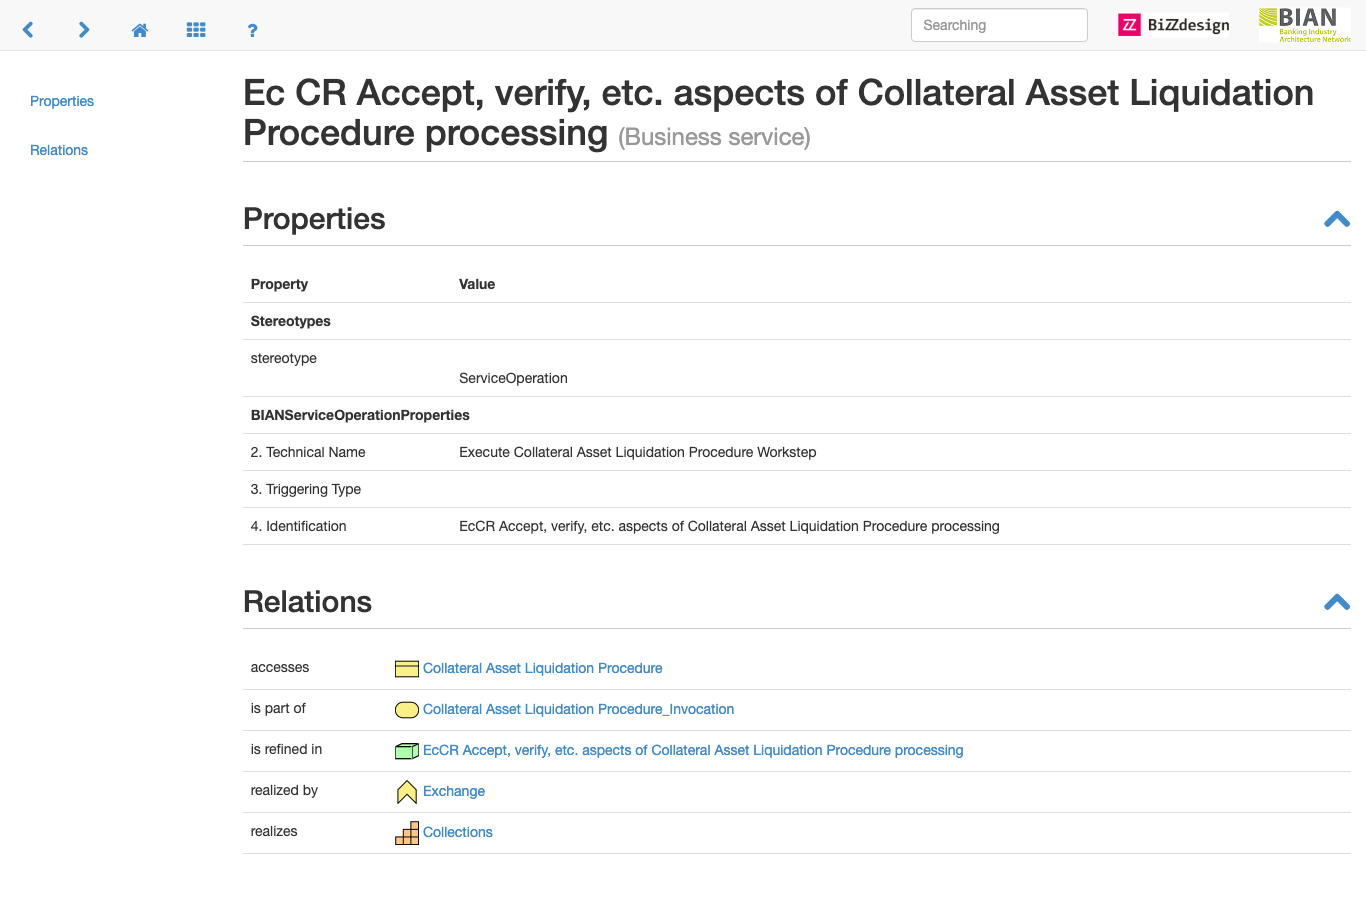 ?
Searching
ZZ BiZZdesign
BIAN
Banking Industry
Architecture Network
Properties
Relations
Ec CR Accept, verify, etc. aspects of Collateral Asset Liquidation
Procedure processing (Business service)
Properties
Property Value
Stereotypes
stereotype
ServiceOperation
BIANServiceOperationProperties
2. Technical Name Execute Collateral Asset Liquidation Procedure Workstep
3. Triggering Type
4. Identification EcCR Accept, verify, etc. aspects of Collateral Asset Liquidation Procedure processing
Relations
accesses Collateral Asset Liquidation Procedure
is part of Collateral Asset Liquidation Procedure_Invocation
is refined in EcCR Accept, verify, etc. aspects of Collateral Asset Liquidation Procedure processing
realized by Exchange
realizes Collections